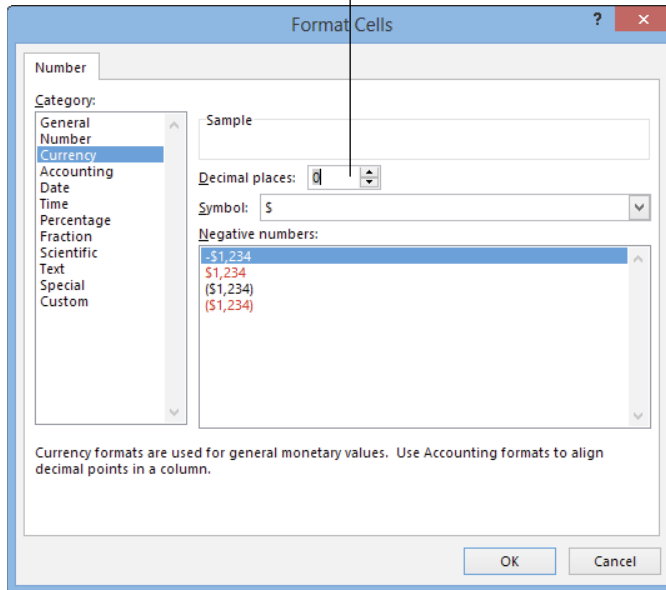 Format Cells
?
×
Number
Category:
General
Number
Currency
Accounting
Date
Time
Percentage
Fraction
Scientific
Text
Special
Custom
Sample
Decimal places: 0
Symbol: $
Negative numbers:
-$1,234
$1,234
($1,234)
($1,234)
Currency formats are used for general monetary values. Use Accounting formats to align
decimal points in a column.
OK
Cancel